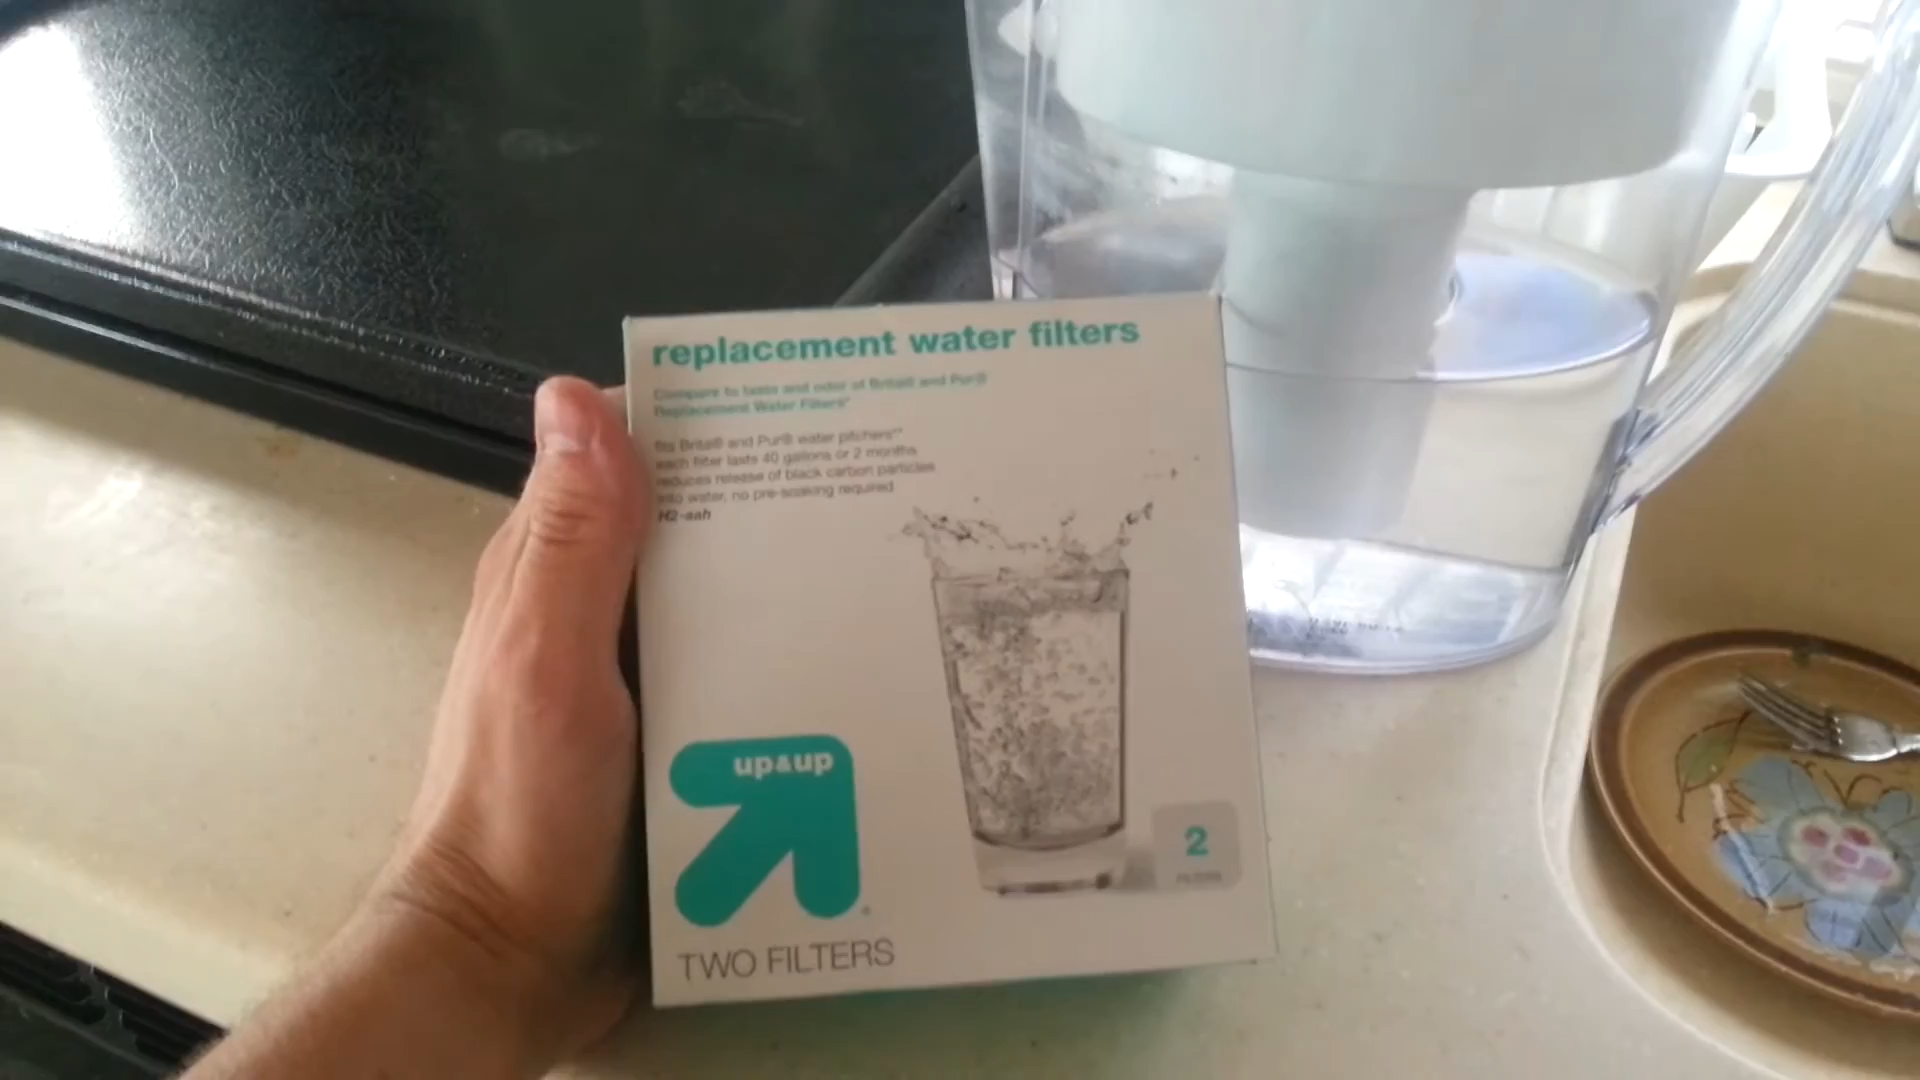 replacement water filters
Compare to taste and odor of Brita® and Pur®
Replacement Water Filters*
fits Brita® and Pur® water pitchers**
each filter lasts 40 gallons or 2 months
reduces release of black carbon particles
into water, no pre-soaking required
H2-aah
up&up
2
FILTERS
TWO FILTERS